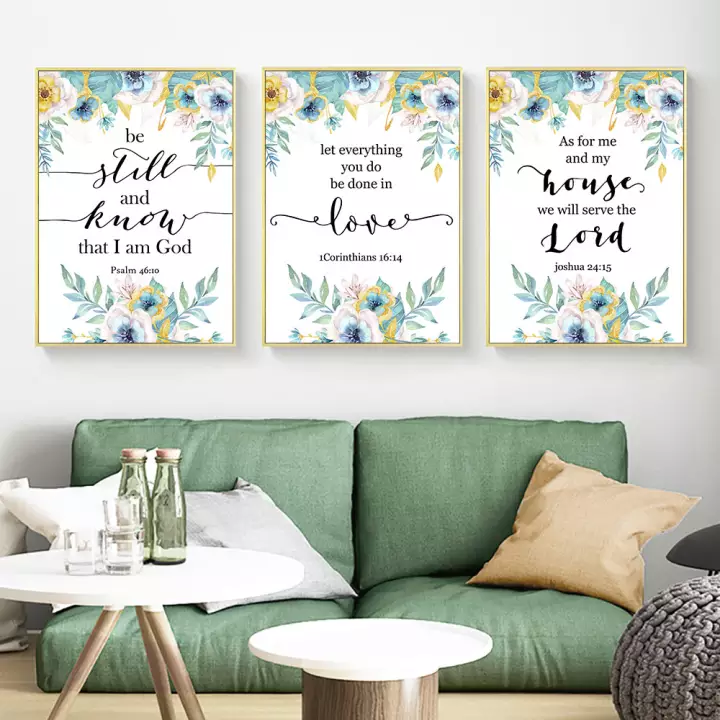 be
still
and
know
that I am God
Psalm 46:10
let everything
you do
be done in
love
1Corinthians 16:14
As for me
and my
house
we will serve the
Lord
joshua 24:15